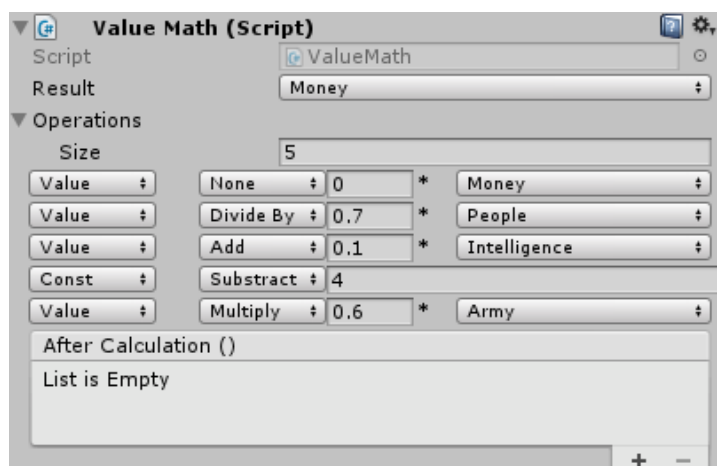 Value Math (Script)
Script ValueMath
Result Money
Operations
Size 5
Value None 0 * Money
Value Divide By 0.7 * People
Value Add 0.1 * Intelligence
Const Substract 4
Value Multiply 0.6 * Army
After Calculation ()
List is Empty
+ −